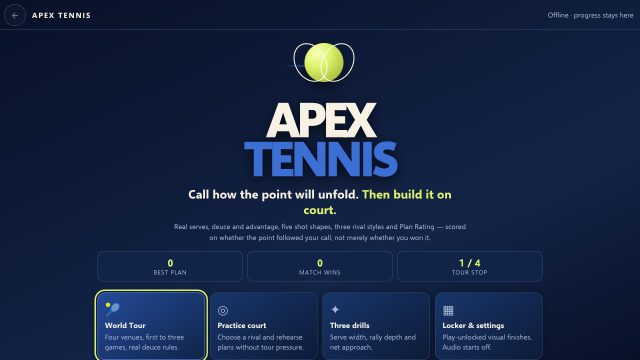 APEX TENNIS
Offline · progress stays here
APEX
TENNIS
Call how the point will unfold. Then build it on
court.
Real serves, deuce and advantage, five shot shapes, three rival styles and Plan Rating — scored
on whether the point followed your call, not merely whether you won it.
0
BEST PLAN
0
MATCH WINS
1 / 4
TOUR STOP
World Tour
Four venues, first to three
games, real deuce rules.
Practice court
Choose a rival and rehearse
plans without tour pressure.
Three drills
Serve width, rally depth and
net approach.
Locker & settings
Play-unlocked visual finishes.
Audio starts off.